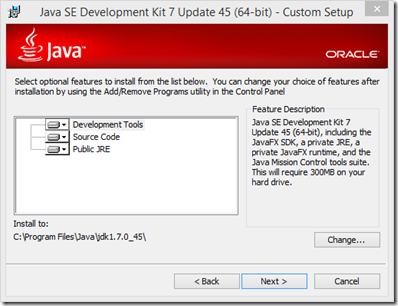 Java SE Development Kit 7 Update 45 (64-bit) - Custom Setup
Java™
ORACLE
Select optional features to install from the list below. You can change your choice of features after
installation by using the Add/Remove Programs utility in the Control Panel
Development Tools
Source Code
Public JRE
Feature Description
Java SE Development Kit 7
Update 45 (64-bit), including the
JavaFX SDK, a private JRE, a
private JavaFX runtime, and the
Java Mission Control tools suite.
This will require 300MB on your
hard drive.
Install to:
C:\Program Files\Java\jdk1.7.0_45\
Change...
< Back
Next >
Cancel